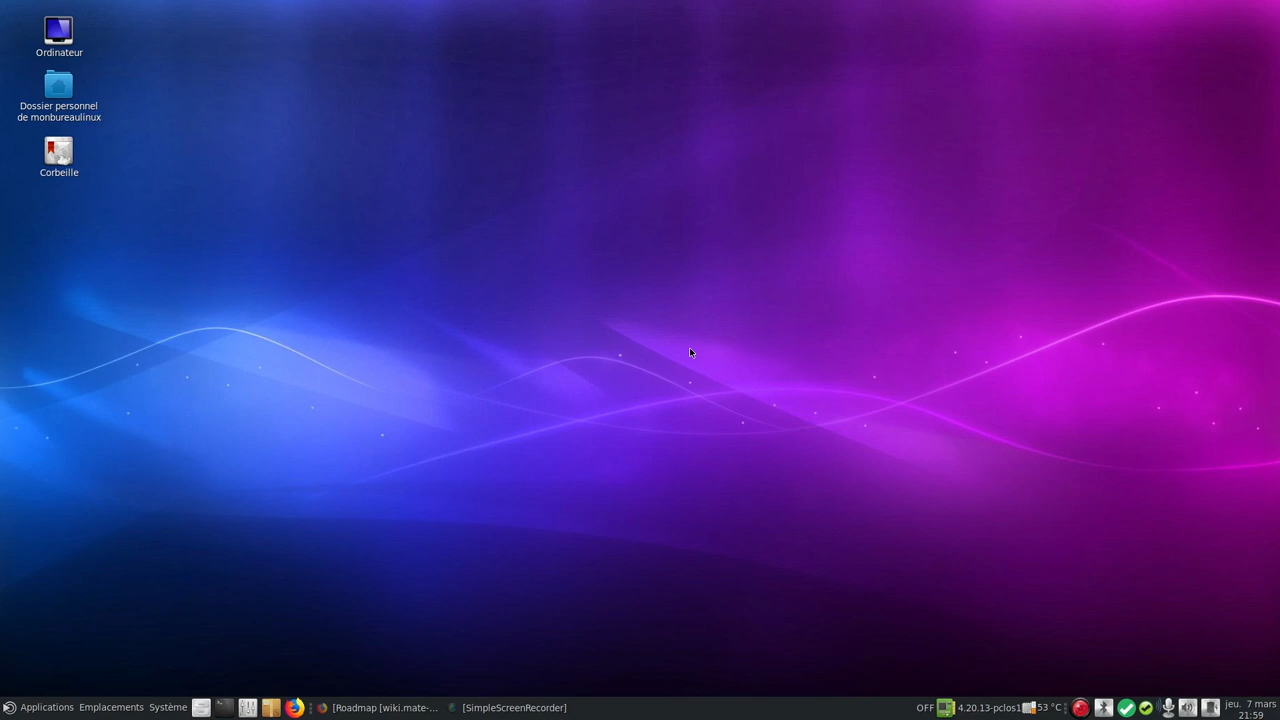 Ordinateur
Dossier personnel
de monbureaulinux
Corbeille
Applications Emplacements Système
[Roadmap [wiki.mate-...
[SimpleScreenRecorder]
OFF
4.20.13-pclos1
53 °C
jeu. 7 mars
21:59